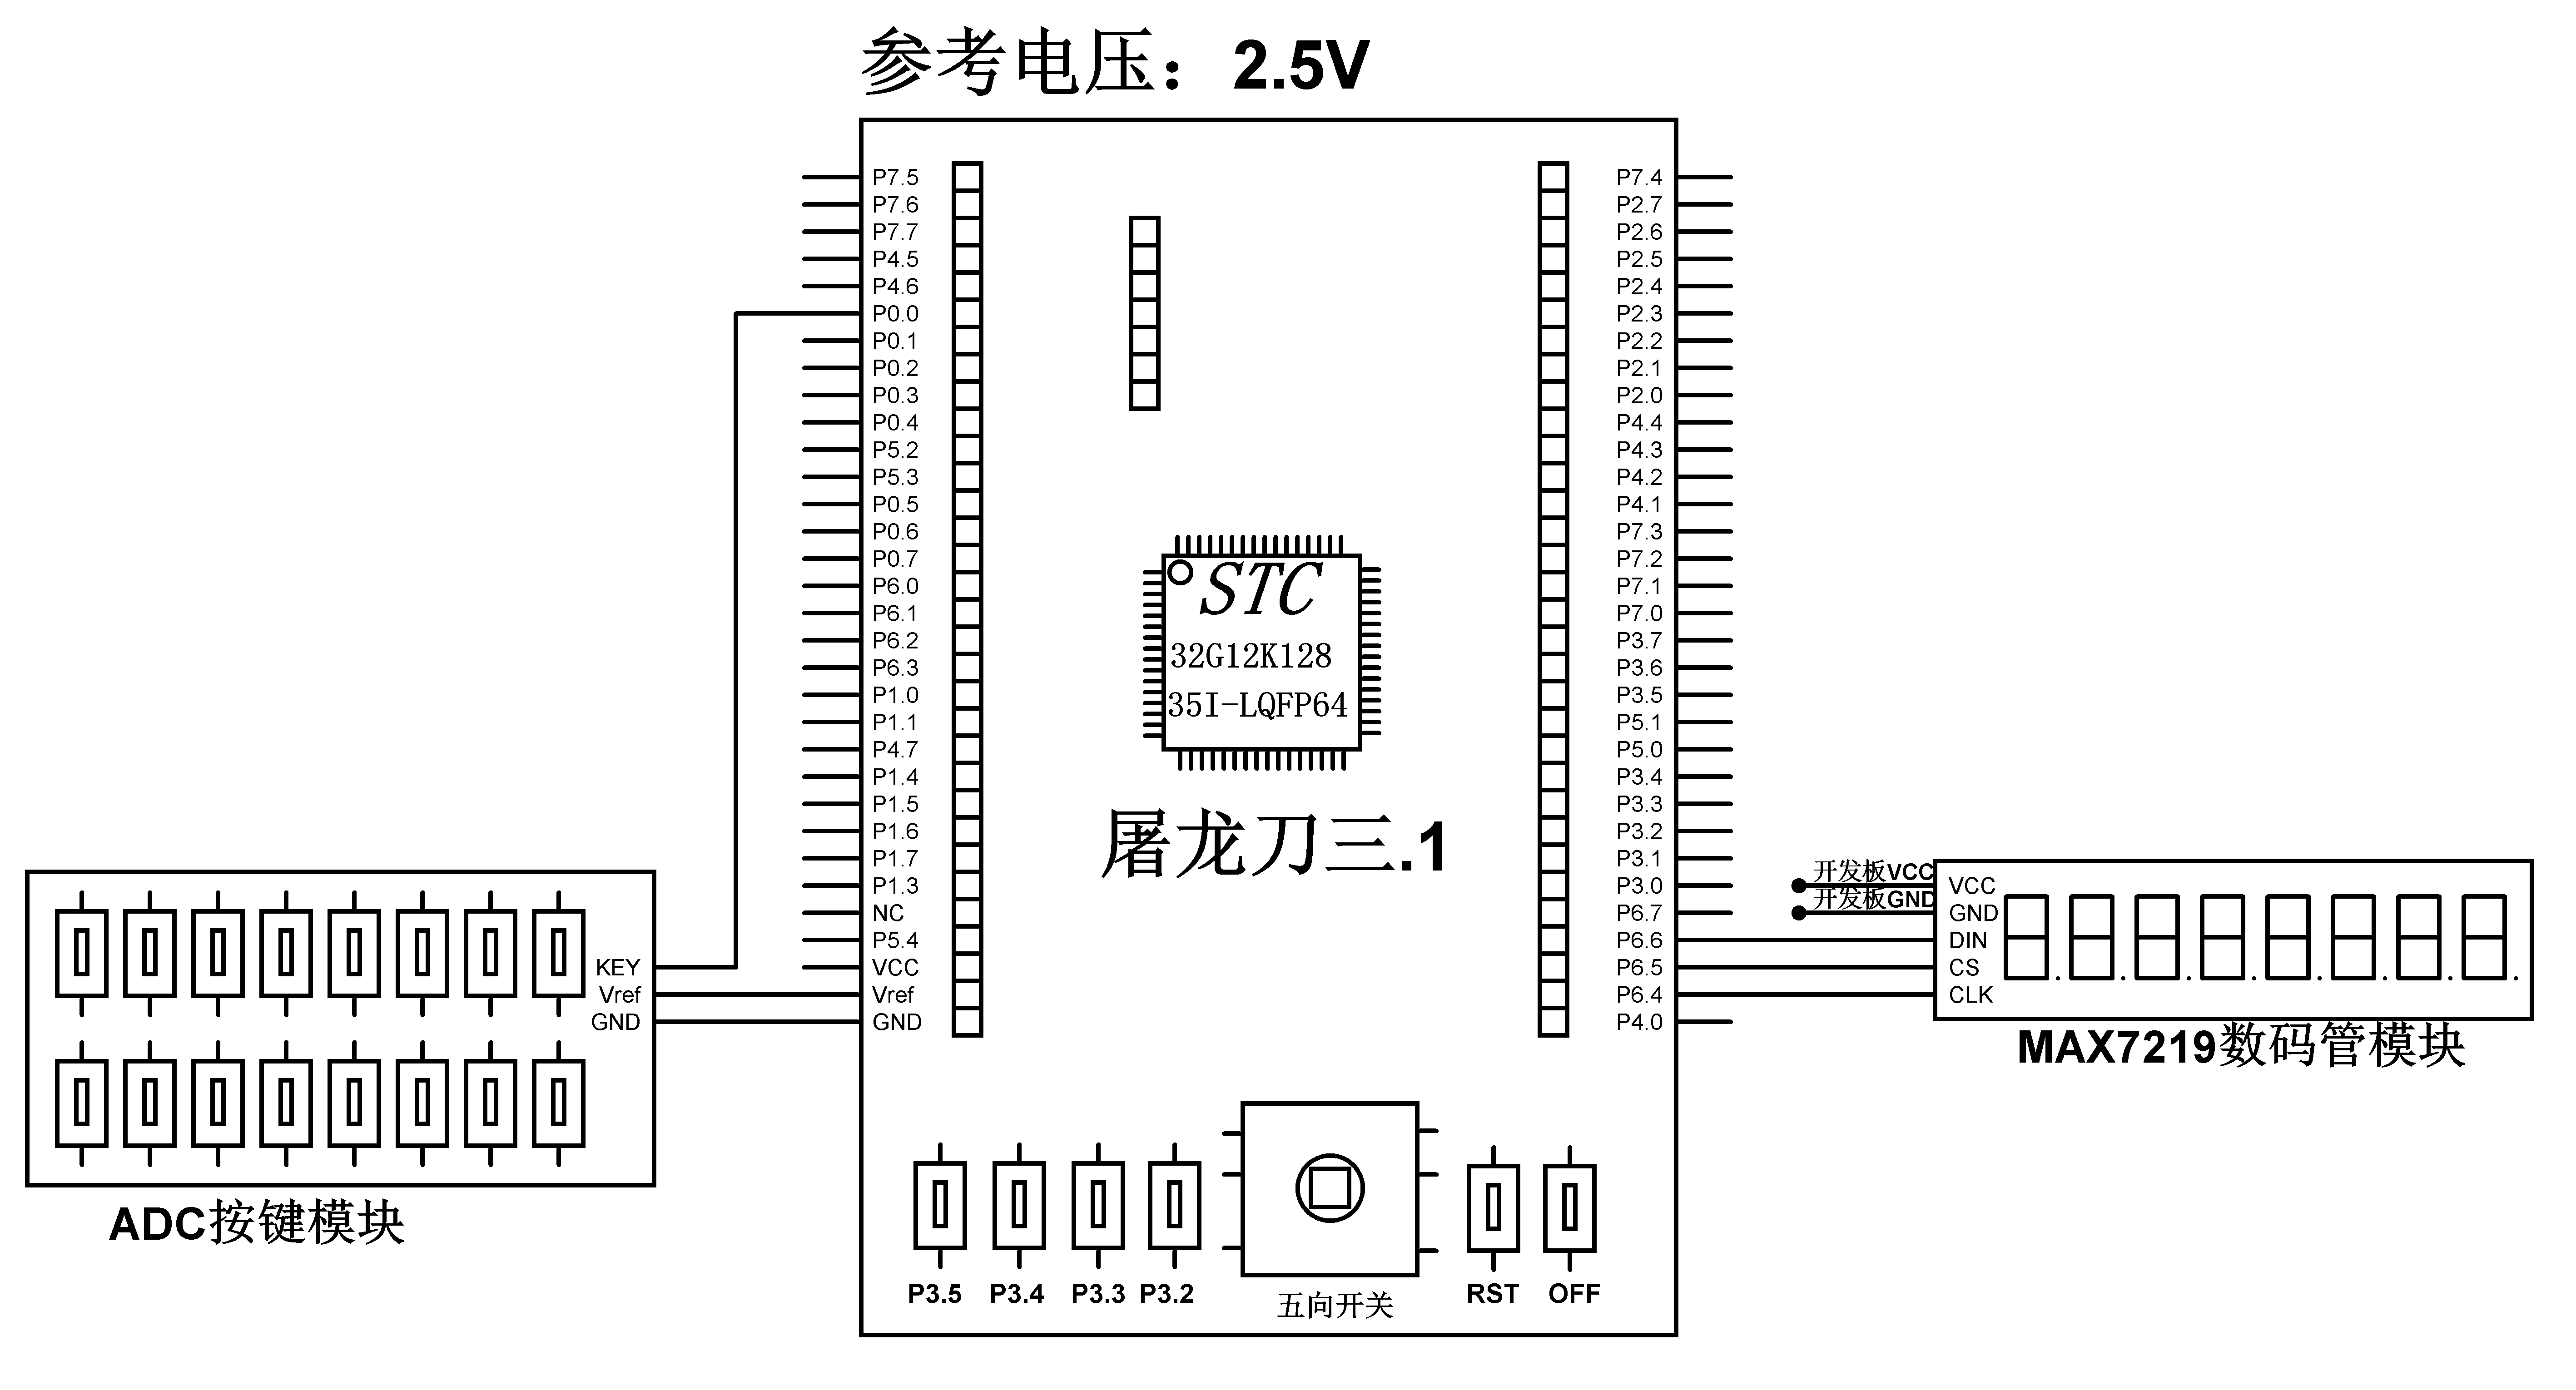 参考电压：2.5V
P7.5
P7.6
P7.7
P4.5
P4.6
P0.0
P0.1
P0.2
P0.3
P0.4
P5.2
P5.3
P0.5
P0.6
P0.7
P6.0
P6.1
P6.2
P6.3
P1.0
P1.1
P4.7
P1.4
P1.5
P1.6
P1.7
P1.3
NC
P5.4
VCC
Vref
GND
P7.4
P2.7
P2.6
P2.5
P2.4
P2.3
P2.2
P2.1
P2.0
P4.4
P4.3
P4.2
P4.1
P7.3
P7.2
P7.1
P7.0
P3.7
P3.6
P3.5
P5.1
P5.0
P3.4
P3.3
P3.2
P3.1
P3.0
P6.7
P6.6
P6.5
P6.4
P4.0
STC
32G12K128
35I-LQFP64
屠龙刀三.1
KEY
Vref
GND
ADC按键模块
开发板VCC
开发板GND
VCC
GND
DIN
CS
CLK
MAX7219数码管模块
P3.5
P3.4
P3.3
P3.2
五向开关
RST
OFF